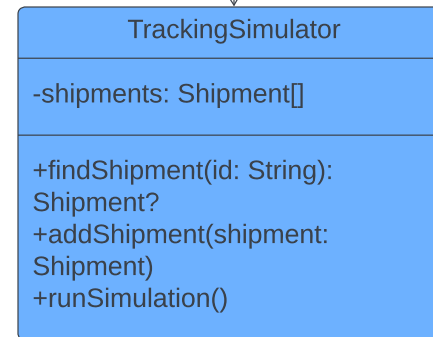 TrackingSimulator
-shipments: Shipment[]
+findShipment(id: String):
Shipment?
+addShipment(shipment:
Shipment)
+runSimulation()